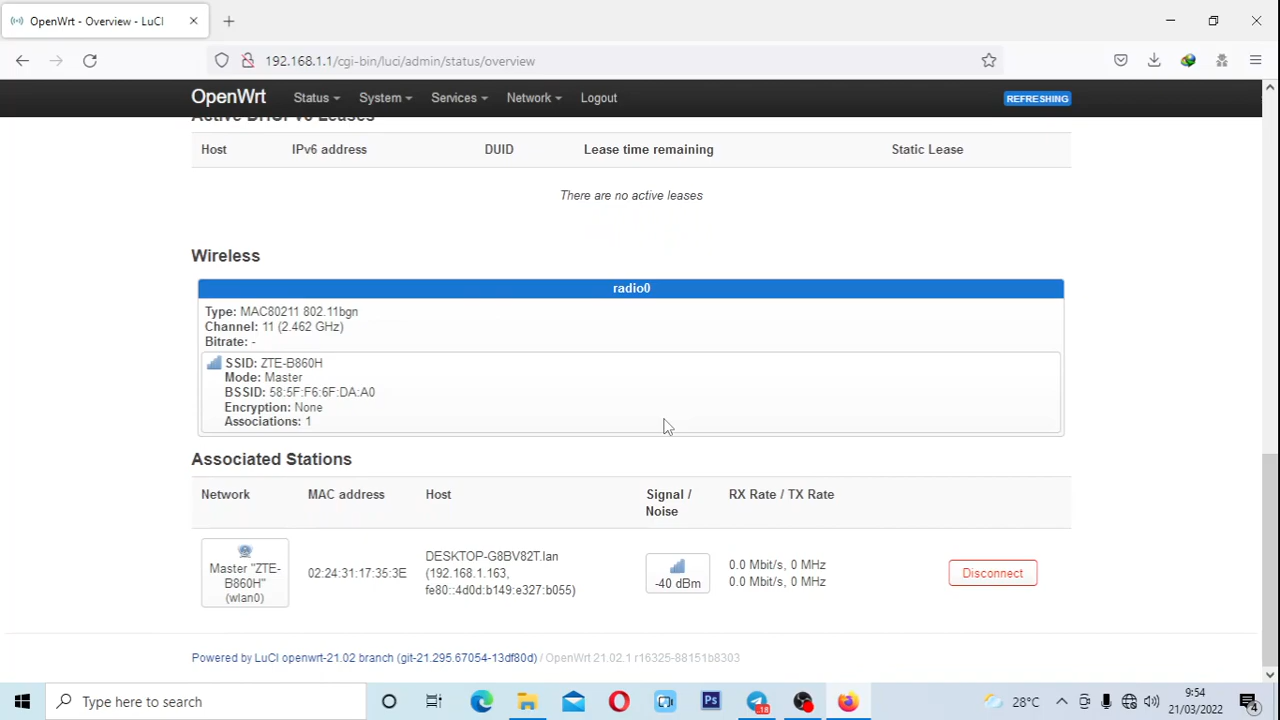 OpenWrt - Overview - LuCI
192.168.1.1/cgi-bin/luci/admin/status/overview
OpenWrt Status System Services Network Logout REFRESHING
Active DHCPv6 Leases
Host IPv6 address DUID Lease time remaining Static Lease
There are no active leases
Wireless
radio0
Type: MAC80211 802.11bgn
Channel: 11 (2.462 GHz)
Bitrate: -
SSID: ZTE-B860H
Mode: Master
BSSID: 58:5F:F6:6F:DA:A0
Encryption: None
Associations: 1
Associated Stations
Network MAC address Host Signal / Noise RX Rate / TX Rate
Master "ZTE-B860H" (wlan0)
02:24:31:17:35:3E
DESKTOP-G8BV82T.lan
(192.168.1.163,
fe80::4d0d:b149:e327:b055)
-40 dBm
0.0 Mbit/s, 0 MHz
0.0 Mbit/s, 0 MHz
Disconnect
Powered by LuCI openwrt-21.02 branch (git-21.295.67054-13df80d) / OpenWrt 21.02.1 r16325-88151b8303
Type here to search
Ps
18
28°C
9:54
21/03/2022
4